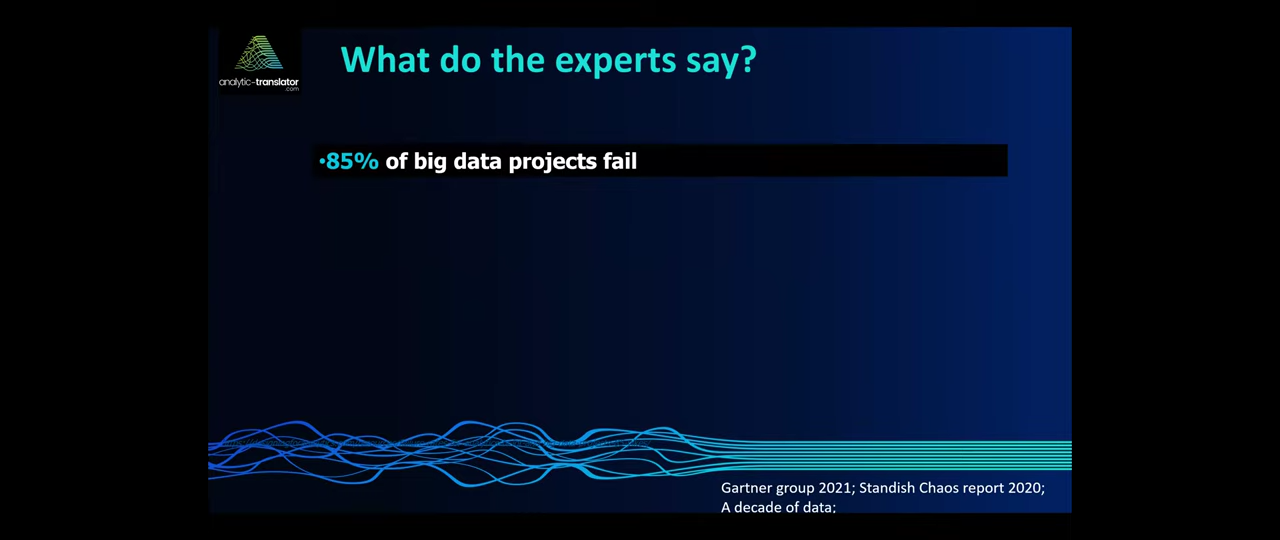 analytic-translator
.com
What do the experts say?
•85% of big data projects fail
Gartner group 2021; Standish Chaos report 2020;
A decade of data;